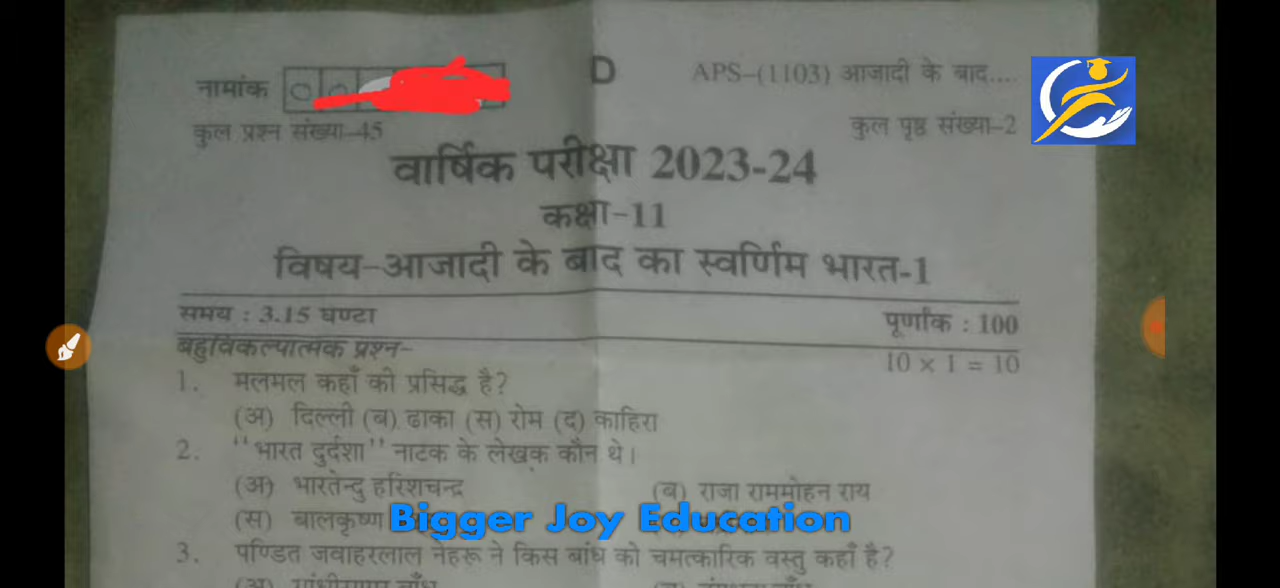 नामांक D APS-(1103) आजादी के बाद....
कुल प्रश्न संख्या-45 कुल पृष्ठ संख्या-2
वार्षिक परीक्षा 2023-24
कक्षा-11
विषय-आजादी के बाद का स्वर्णिम भारत-1
समय : 3.15 घण्टा पूर्णांक : 100
बहुविकल्पात्मक प्रश्न- 10 × 1 = 10
1. मलमल कहाँ की प्रसिद्ध है?
(अ) दिल्ली (ब) ढाका (स) रोम (द) काहिरा
2. "भारत दुर्दशा" नाटक के लेखक कौन थे।
(अ) भारतेन्दु हरिशचन्द्र (ब) राजा राममोहन राय
(स) बालकृष्ण
Bigger Joy Education
3. पण्डित जवाहरलाल नेहरू ने किस बांध को चमत्कारिक वस्तु कहाँ है?